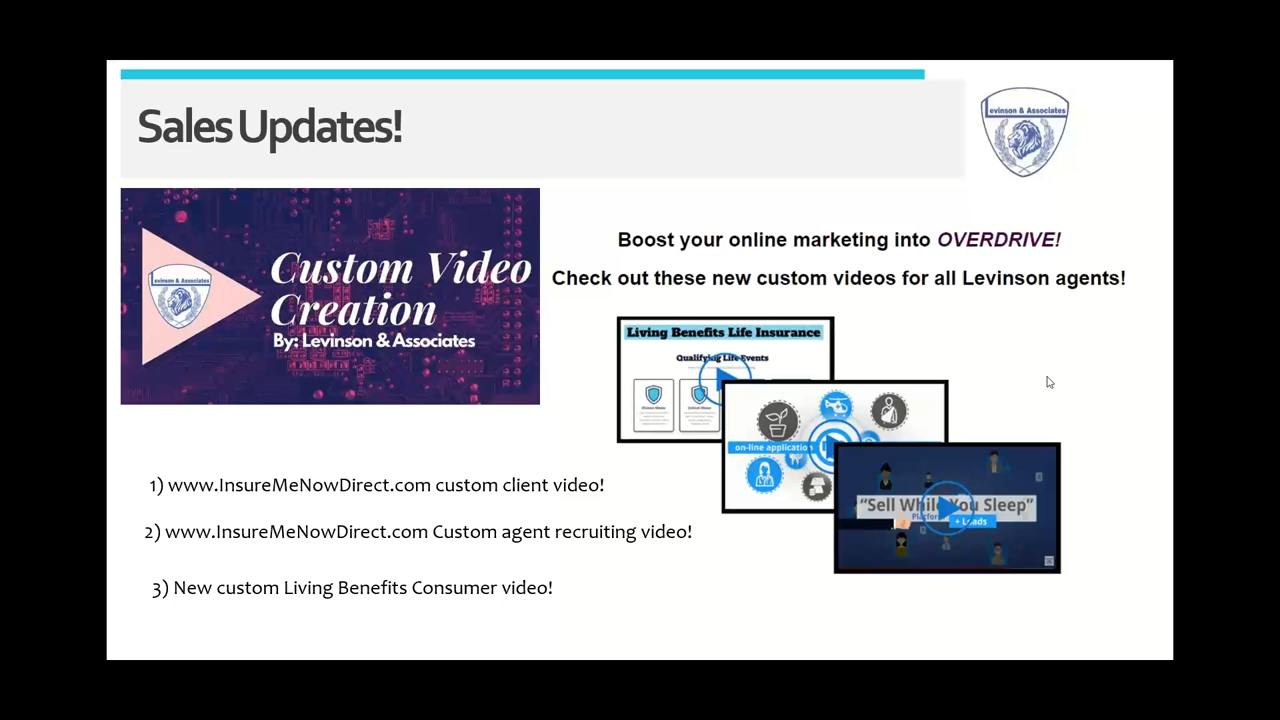 Sales Updates!
Levinson & Associates
Levinson & Associates
Custom Video
Creation
By: Levinson & Associates
Boost your online marketing into OVERDRIVE!
Check out these new custom videos for all Levinson agents!
Living Benefits Life Insurance
Qualifying Life Events
on-line application
"Sell While You Sleep"
Platform
+ Leads
1) www.InsureMeNowDirect.com custom client video!
2) www.InsureMeNowDirect.com Custom agent recruiting video!
3) New custom Living Benefits Consumer video!